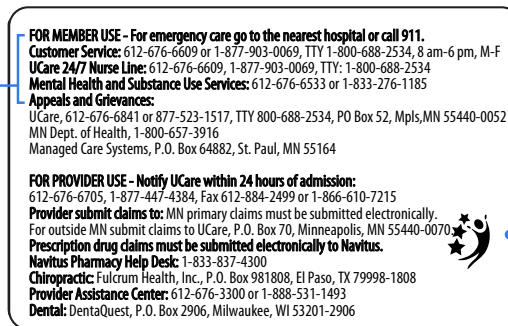 FOR MEMBER USE - For emergency care go to the nearest hospital or call 911.
Customer Service: 612-676-6609 or 1-877-903-0069, TTY 1-800-688-2534, 8 am-6 pm, M-F
UCare 24/7 Nurse Line: 612-676-6609, 1-877-903-0069, TTY: 1-800-688-2534
Mental Health and Substance Use Services: 612-676-6533 or 1-833-276-1185
Appeals and Grievances:
UCare, 612-676-6841 or 877-523-1517, TTY 800-688-2534, PO Box 52, Mpls,MN 55440-0052
MN Dept. of Health, 1-800-657-3916
Managed Care Systems, P.O. Box 64882, St. Paul, MN 55164
FOR PROVIDER USE - Notify UCare within 24 hours of admission:
612-676-6705, 1-877-447-4384, Fax 612-884-2499 or 1-866-610-7215
Provider submit claims to: MN primary claims must be submitted electronically.
For outside MN submit claims to UCare, P.O. Box 70, Minneapolis, MN 55440-0070.
Prescription drug claims must be submitted electronically to Navitus.
Navitus Pharmacy Help Desk: 1-833-837-4300
Chiropractic: Fulcrum Health, Inc., P.O. Box 981808, El Paso, TX 79998-1808
Provider Assistance Center: 612-676-3300 or 1-888-531-1493
Dental: DentaQuest, P.O. Box 2906, Milwaukee, WI 53201-2906